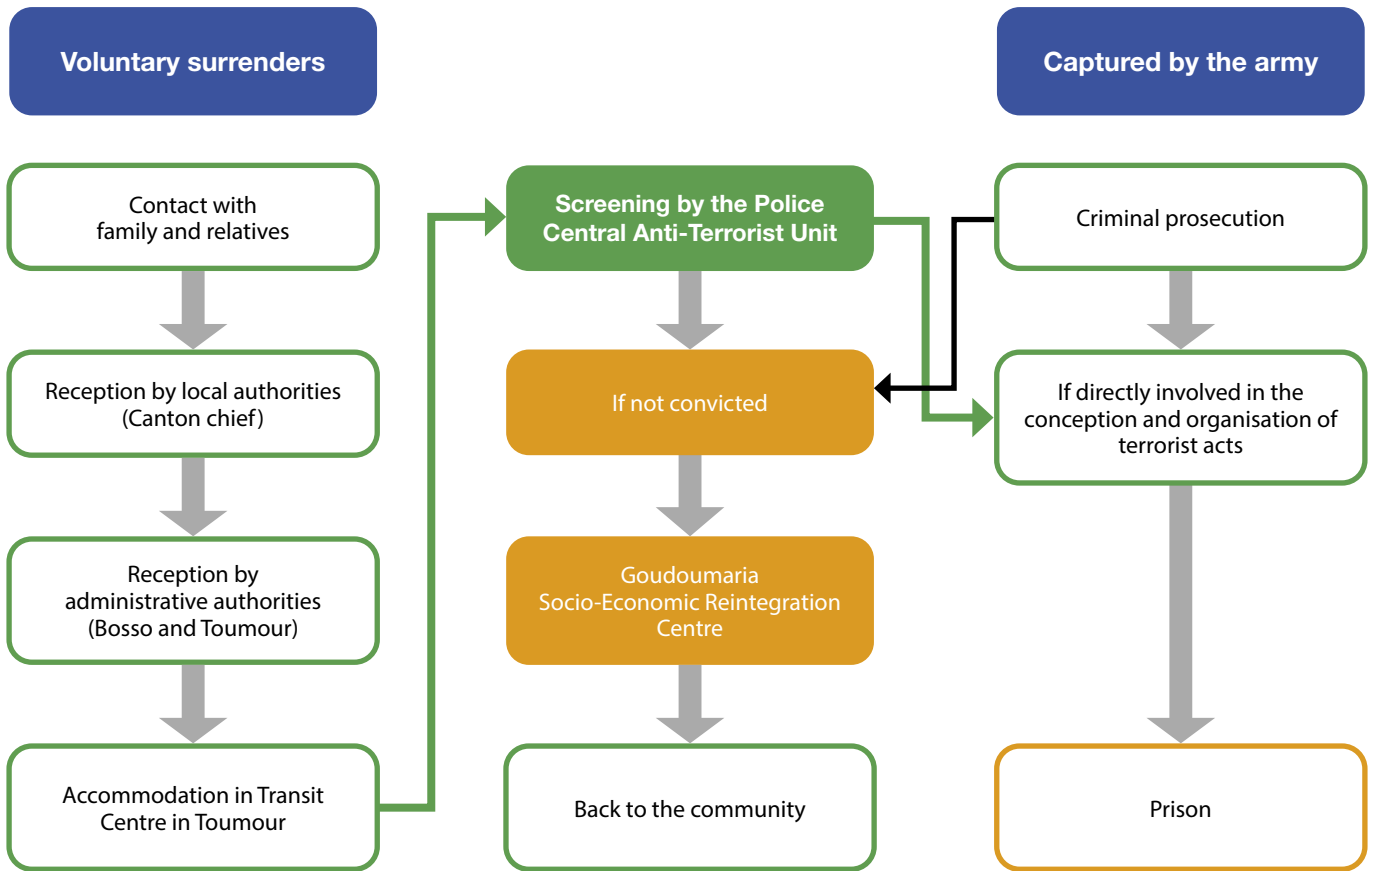 Voluntary surrenders
Captured by the army
Contact with
family and relatives
Reception by local authorities
(Canton chief)
Reception by
administrative authorities
(Bosso and Toumour)
Accommodation in Transit
Centre in Toumour
Screening by the Police
Central Anti-Terrorist Unit
If not convicted
Goudoumaria
Socio-Economic Reintegration
Centre
Back to the community
Criminal prosecution
If directly involved in the
conception and organisation of
terrorist acts
Prison